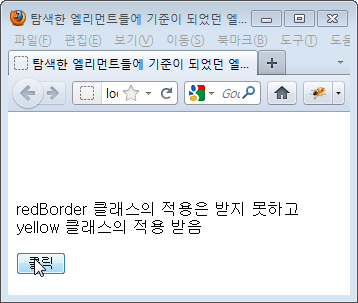 탐색한 엘리먼트들에 기준이 되었던 엘...
파일(F) 편집(E) 보기(V) 이동(S) 북마크(B) 도구(T) 도움
탐색한 엘리먼트들에 기준이 되었던 엘...
loc
Goo
redBorder 클래스의 적용은 받지 못하고
yellow 클래스의 적용 받음
클릭